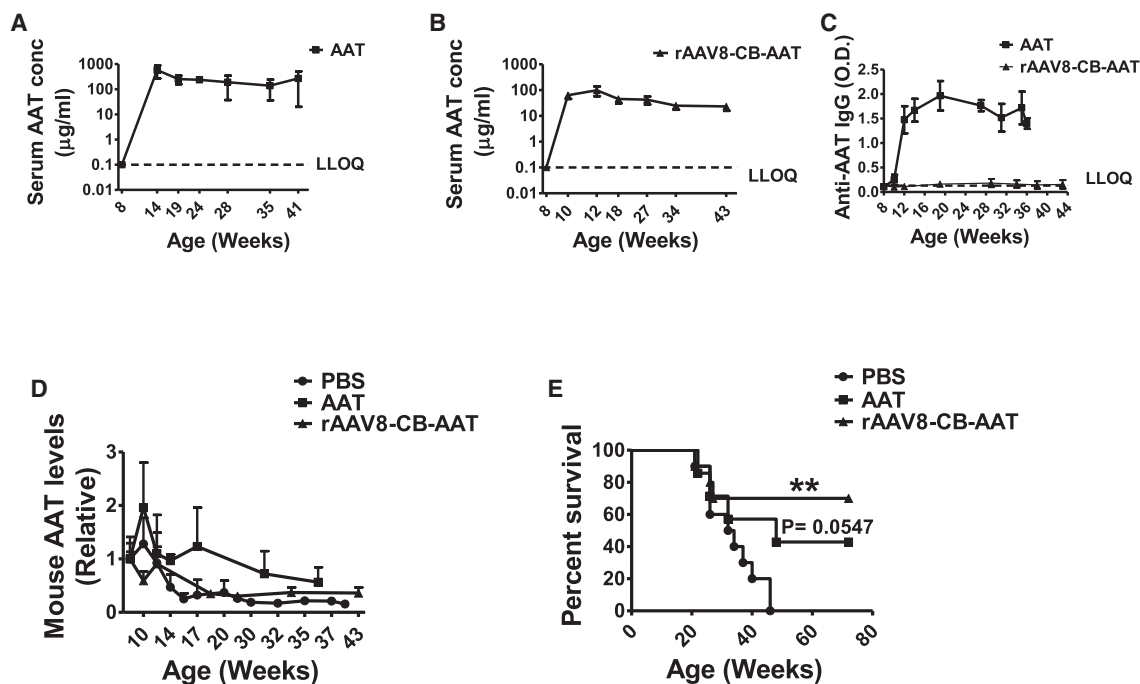 A
AAT
Serum AAT conc
(µg/ml)
1000
100
10
1
0.1
0.01
LLOQ
8 14 19 24 28 35 41
Age (Weeks)
B
rAAV8-CB-AAT
Serum AAT conc
(µg/ml)
1000
100
10
1
0.1
0.01
LLOQ
8 10 12 18 27 34 43
Age (Weeks)
C
AAT
rAAV8-CB-AAT
Anti-AAT IgG (O.D.)
2.5
2.0
1.5
1.0
0.5
0.0
LLOQ
8 12 16 20 24 28 32 36 40 44
Age (Weeks)
D
PBS
AAT
rAAV8-CB-AAT
Mouse AAT levels
(Relative)
3
2
1
0
10 14 17 20 30 32 35 37 43
Age (Weeks)
E
PBS
AAT
rAAV8-CB-AAT
Percent survival
100
80
60
40
20
0
**
P= 0.0547
0 20 40 60 80
Age (Weeks)